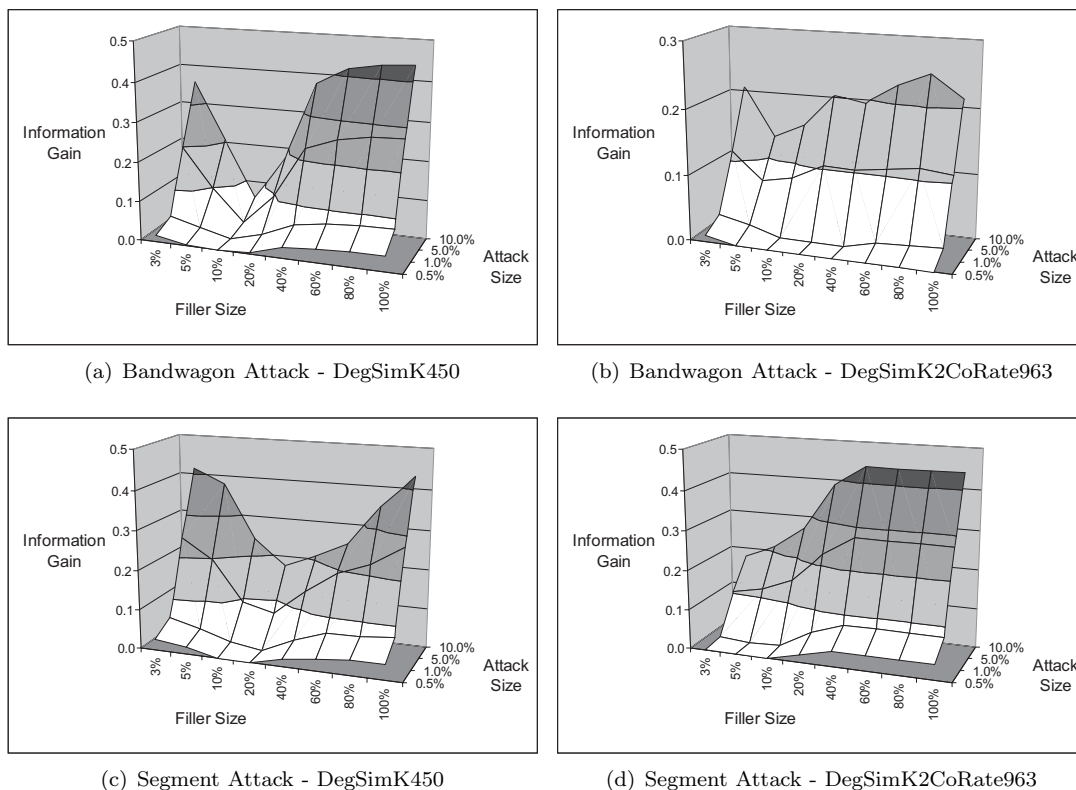 0.5
0.4
0.3
0.2
0.1
0.0
Information
Gain
3%
5%
10%
20%
40%
60%
80%
100%
Filler Size
10.0%
5.0%
1.0%
0.5%
Attack
Size
(a) Bandwagon Attack - DegSimK450
0.3
0.2
0.1
0.0
Information
Gain
3%
5%
10%
20%
40%
60%
80%
100%
Filler Size
10.0%
5.0%
1.0%
0.5%
Attack
Size
(b) Bandwagon Attack - DegSimK2CoRate963
0.5
0.4
0.3
0.2
0.1
0.0
Information
Gain
3%
5%
10%
20%
40%
60%
80%
100%
Filler Size
10.0%
5.0%
1.0%
0.5%
Attack
Size
(c) Segment Attack - DegSimK450
0.5
0.4
0.3
0.2
0.1
0.0
Information
Gain
3%
5%
10%
20%
40%
60%
80%
100%
Filler Size
10.0%
5.0%
1.0%
0.5%
Attack
Size
(d) Segment Attack - DegSimK2CoRate963